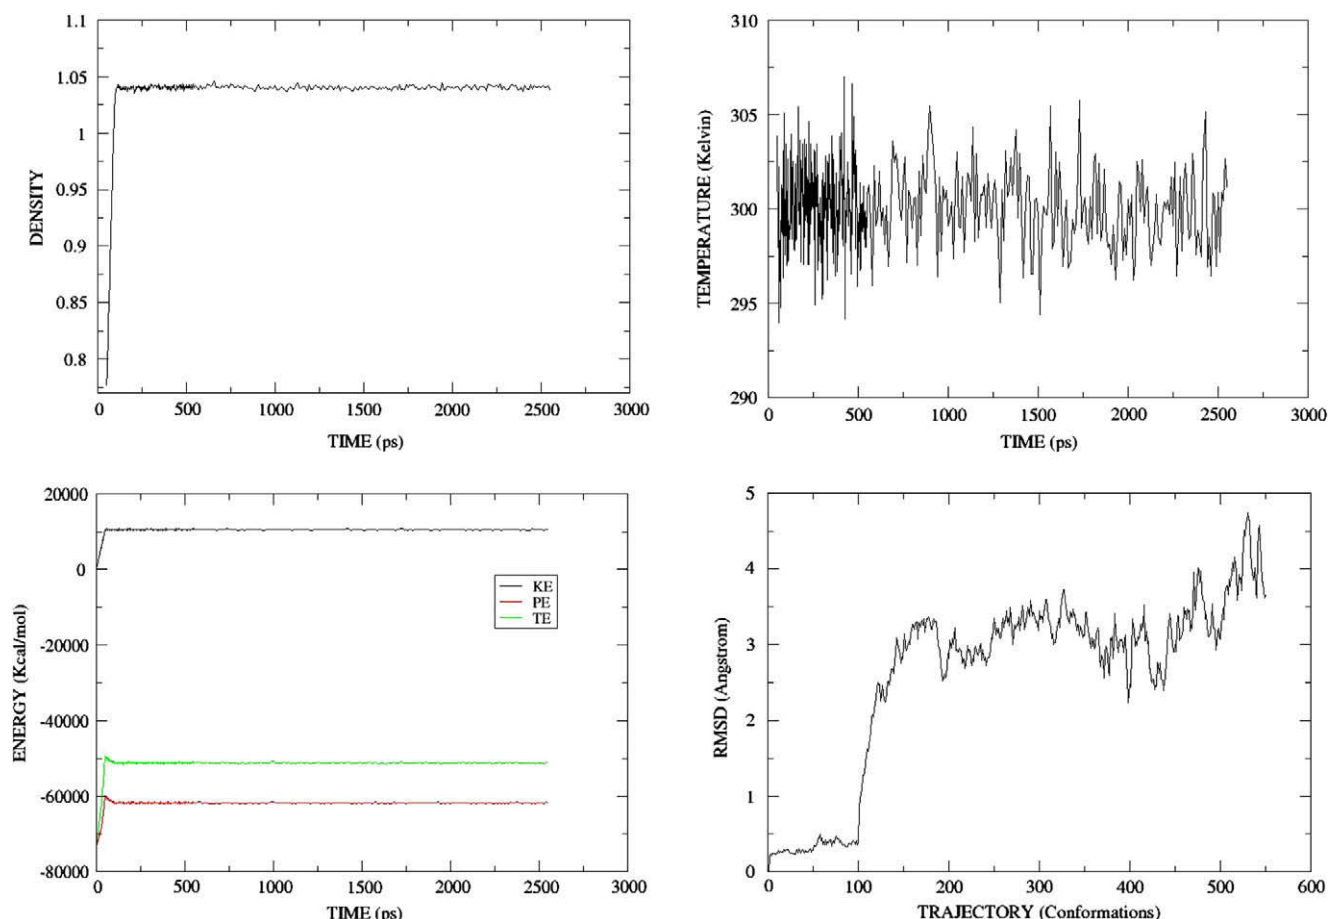 1.1
1.05
1
0.95
0.9
0.85
0.8
DENSITY
0 500 1000 1500 2000 2500 3000
TIME (ps)
310
305
300
295
290
TEMPERATURE (Kelvin)
0 500 1000 1500 2000 2500 3000
TIME (ps)
20000
0
-20000
-40000
-60000
-80000
ENERGY (Kcal/mol)
KE
PE
TE
0 500 1000 1500 2000 2500 3000
TIME (ps)
5
4
3
2
1
0
RMSD (Angstrom)
0 100 200 300 400 500 600
TRAJECTORY (Conformations)